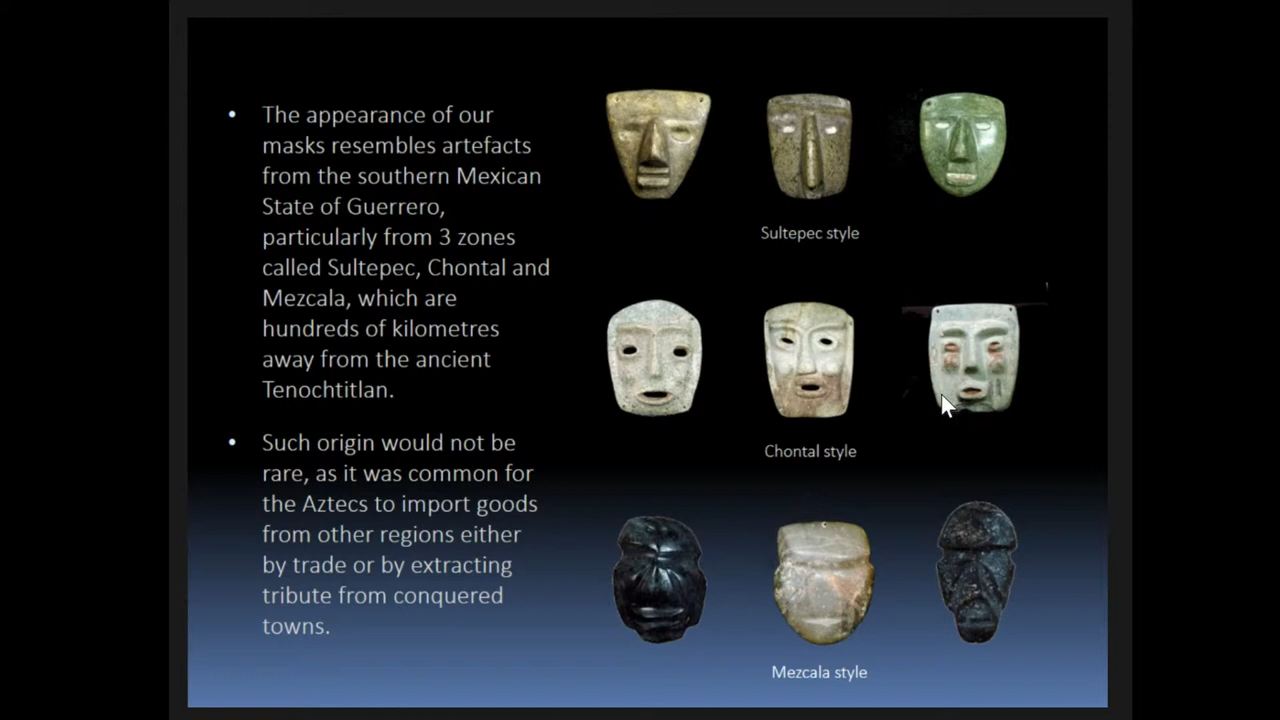 • The appearance of our
masks resembles artefacts
from the southern Mexican
State of Guerrero,
particularly from 3 zones
called Sultepec, Chontal and
Mezcala, which are
hundreds of kilometres
away from the ancient
Tenochtitlan.
• Such origin would not be
rare, as it was common for
the Aztecs to import goods
from other regions either
by trade or by extracting
tribute from conquered
towns.
Sultepec style
Chontal style
Mezcala style